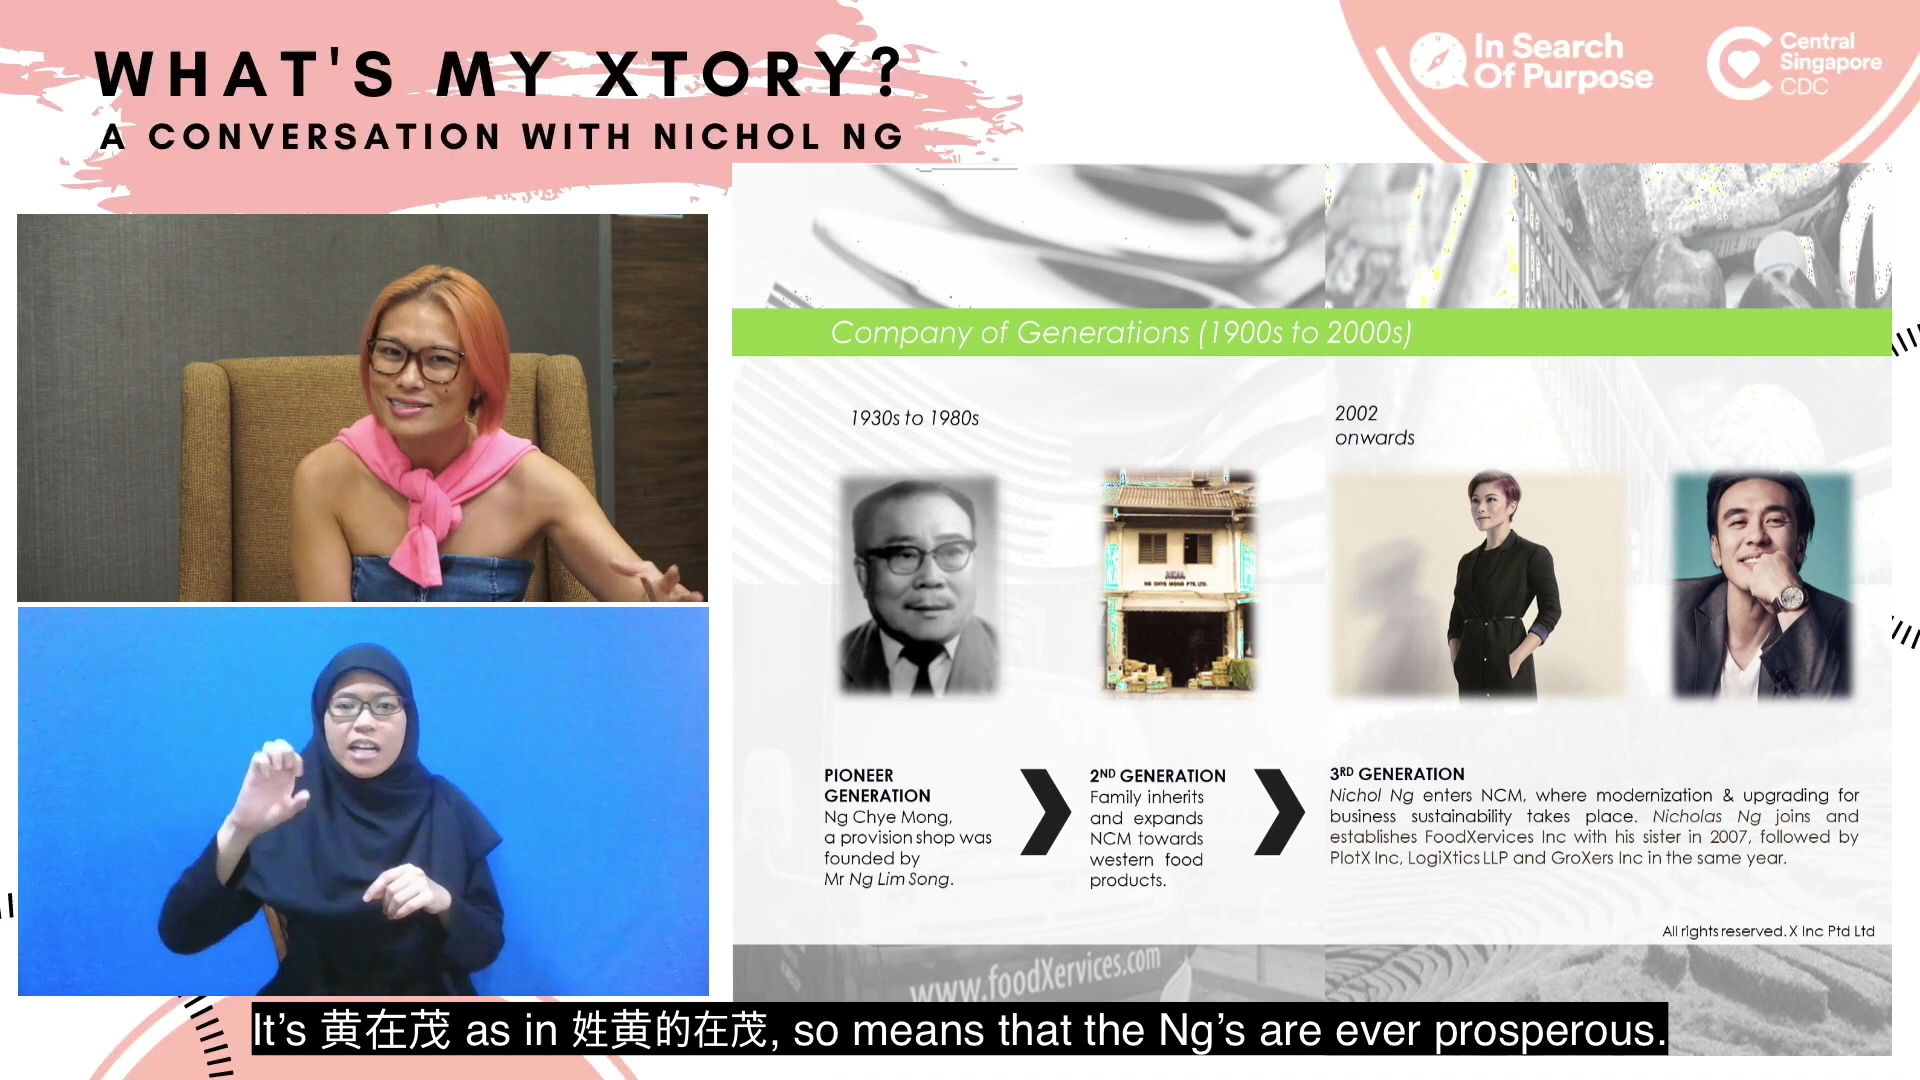 WHAT'S MY XTORY?
A CONVERSATION WITH NICHOL NG
In Search
Of Purpose
Central
Singapore
CDC
Company of Generations (1900s to 2000s)
1930s to 1980s
2002
onwards
NG CHYE MONG PTE. LTD.
PIONEER
GENERATION
Ng Chye Mong,
a provision shop was
founded by
Mr Ng Lim Song.
2ND GENERATION
Family inherits
and expands
NCM towards
western food
products.
3RD GENERATION
Nichol Ng enters NCM, where modernization & upgrading for
business sustainability takes place. Nicholas Ng joins and
establishes FoodXervices Inc with his sister in 2007, followed by
PlotX Inc, LogiXtics LLP and GroXers Inc in the same year.
All rights reserved. X Inc Ptd Ltd
www.foodXervices.com
It's 黄在茂 as in 姓黄的在茂, so means that the Ng's are ever prosperous.